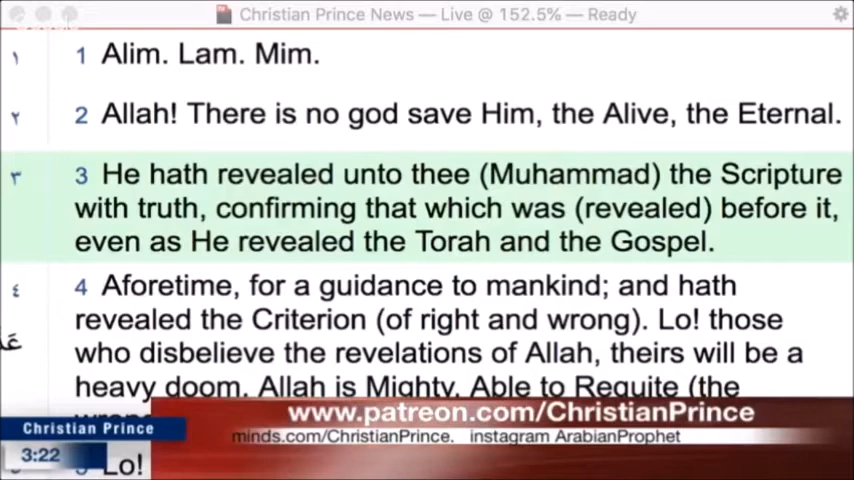 Christian Prince News — Live @ 152.5% — Ready
١ 1 Alim. Lam. Mim.
٢ 2 Allah! There is no god save Him, the Alive, the Eternal.
٣ 3 He hath revealed unto thee (Muhammad) the Scripture
with truth, confirming that which was (revealed) before it,
even as He revealed the Torah and the Gospel.
٤ 4 Aforetime, for a guidance to mankind; and hath
revealed the Criterion (of right and wrong). Lo! those
who disbelieve the revelations of Allah, theirs will be a
heavy doom. Allah is Mighty, Able to Requite (the
Lo!
www.patreon.com/ChristianPrince
Christian Prince
minds.com/ChristianPrince. instagram ArabianProphet
3:22